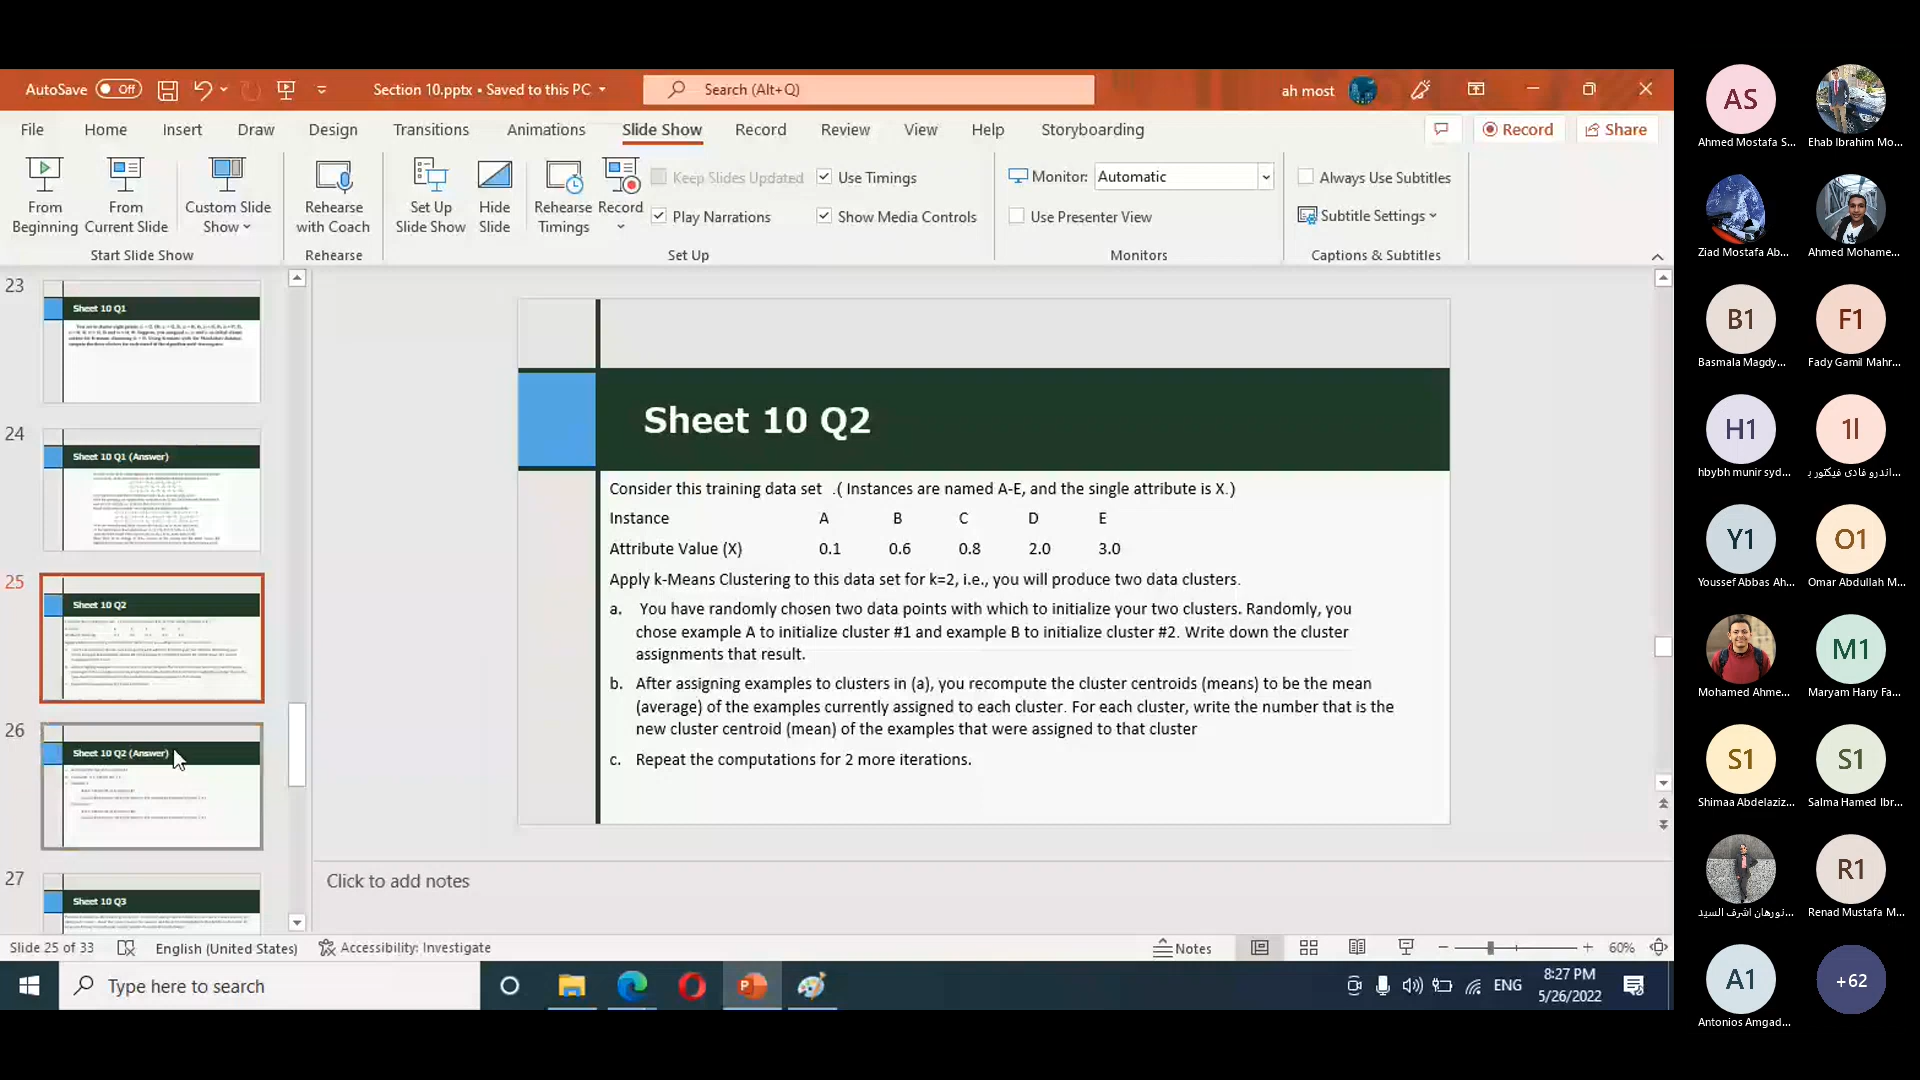 AutoSave Off Section 10.pptx • Saved to this PC Search (Alt+Q) ah most
File Home Insert Draw Design Transitions Animations Slide Show Record Review View Help Storyboarding Record Share
From Beginning
From Current Slide
Custom Slide Show
Start Slide Show
Rehearse with Coach
Rehearse
Set Up Slide Show
Hide Slide
Rehearse Timings
Record
Keep Slides Updated
Play Narrations
Use Timings
Show Media Controls
Set Up
Monitor: Automatic
Use Presenter View
Monitors
Always Use Subtitles
Subtitle Settings
Captions & Subtitles
23
Sheet 10 Q1
24
Sheet 10 Q1 (Answer)
25
Sheet 10 Q2
26
Sheet 10 Q2 (Answer)
27
Sheet 10 Q3
Sheet 10 Q2
Consider this training data set .( Instances are named A-E, and the single attribute is X.)
Instance A B C D E
Attribute Value (X) 0.1 0.6 0.8 2.0 3.0
Apply k-Means Clustering to this data set for k=2, i.e., you will produce two data clusters.
a. You have randomly chosen two data points with which to initialize your two clusters. Randomly, you
chose example A to initialize cluster #1 and example B to initialize cluster #2. Write down the cluster
assignments that result.
b. After assigning examples to clusters in (a), you recompute the cluster centroids (means) to be the mean
(average) of the examples currently assigned to each cluster. For each cluster, write the number that is the
new cluster centroid (mean) of the examples that were assigned to that cluster
c. Repeat the computations for 2 more iterations.
Click to add notes
Slide 25 of 33 English (United States) Accessibility: Investigate Notes 60%
Type here to search
ENG
8:27 PM
5/26/2022
AS
Ahmed Mostafa S...
Ehab Ibrahim Mo...
Ziad Mostafa Ab...
Ahmed Mohame...
B1
Basmala Magdy...
F1
Fady Gamil Mahr...
H1
hbybh munir syd...
1ا
اندرو فادى فيكتور ب...
Y1
Youssef Abbas Ah...
O1
Omar Abdullah M...
Mohamed Ahme...
M1
Maryam Hany Fa...
S1
Shimaa Abdelaziz...
S1
Salma Hamed Ibr...
نورهان اشرف السيد...
R1
Renad Mustafa M...
A1
Antonios Amgad...
+62